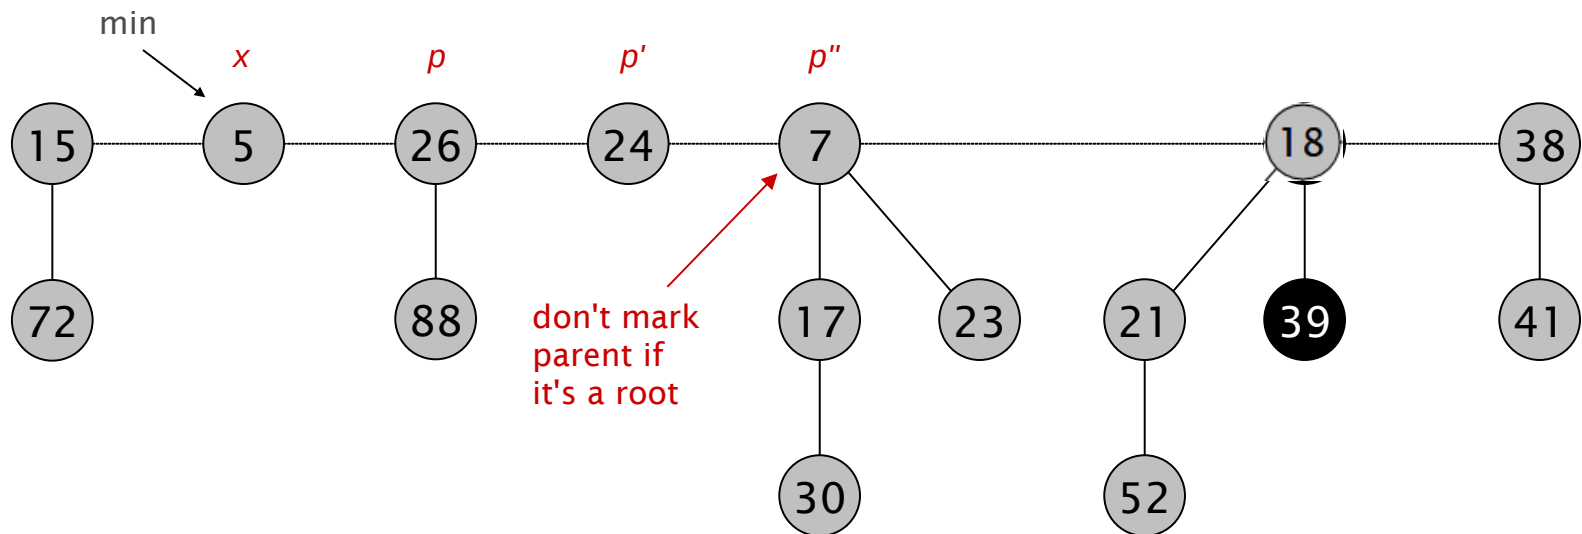 min
x p p' p"
15 5 26 24 7 18 38
72 88 17 23 21 39 41
don't mark
parent if
it's a root
30 52